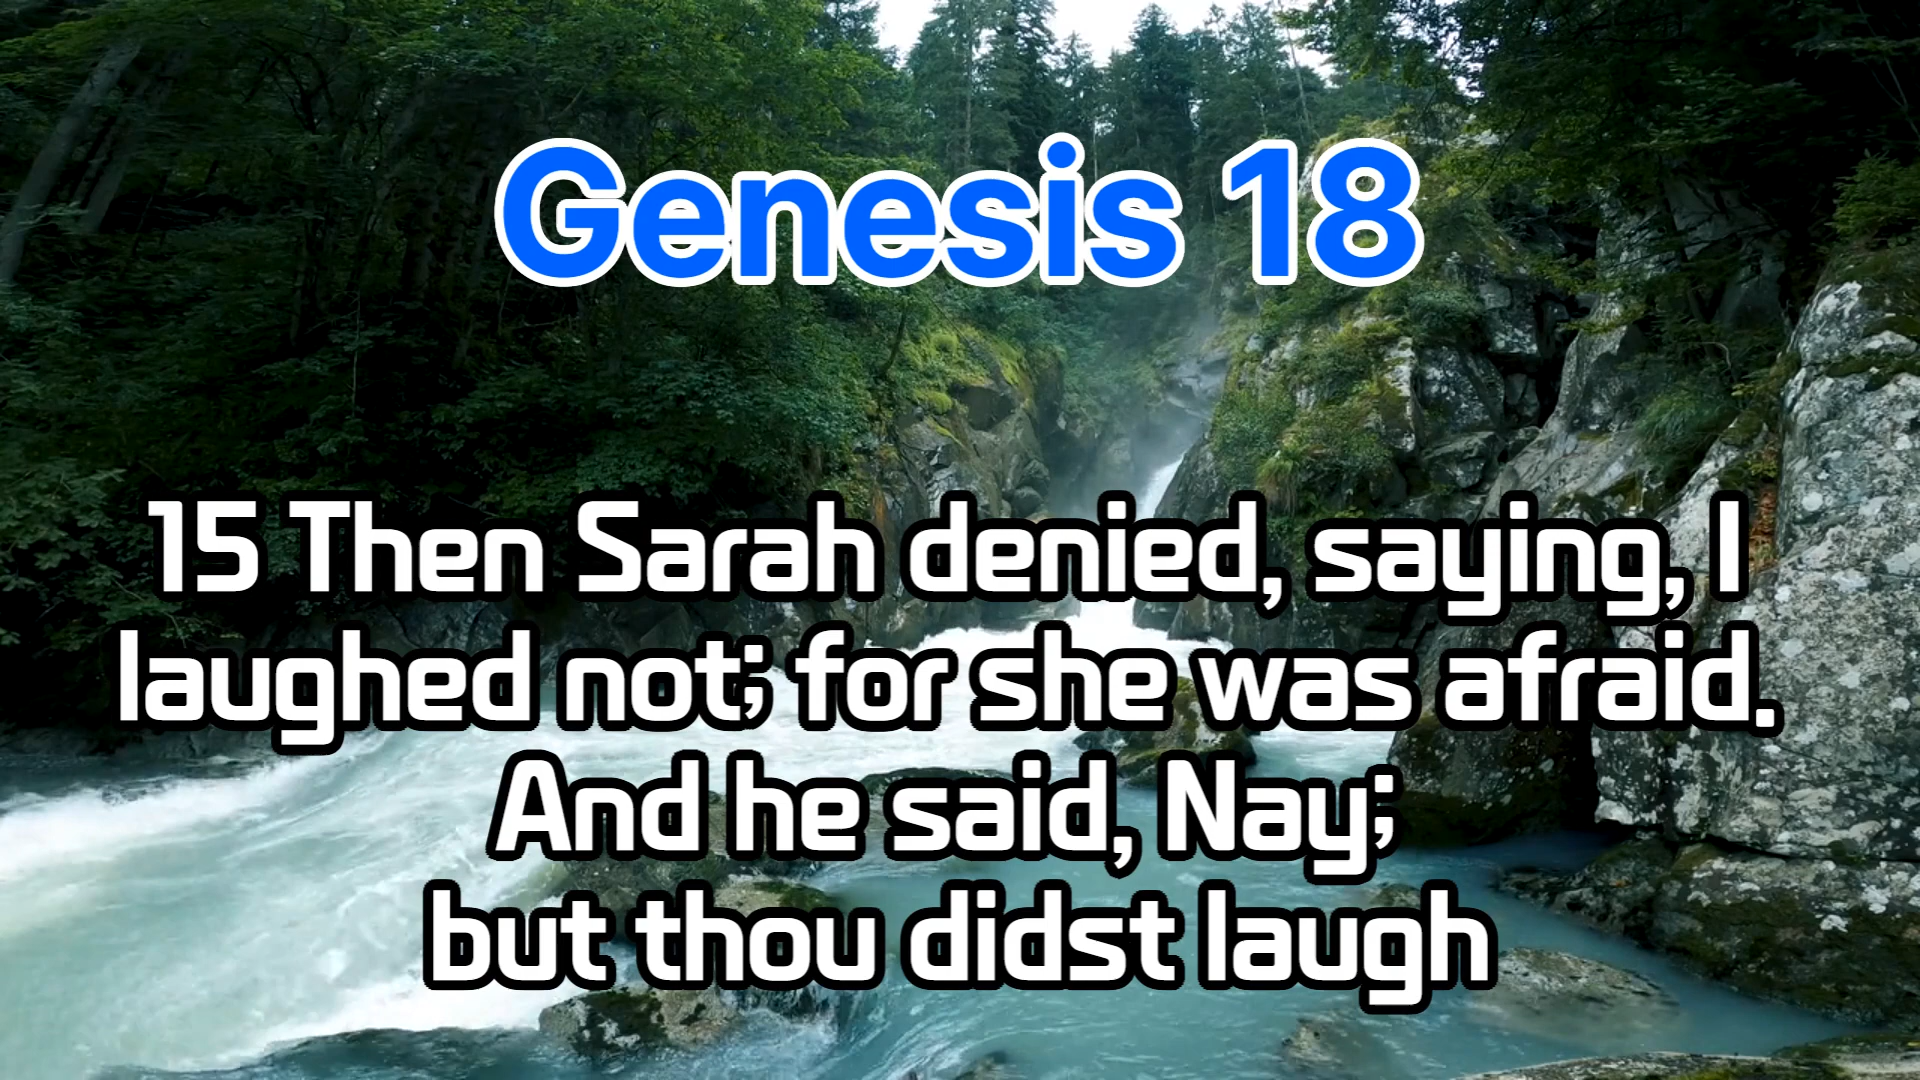 Genesis 18
15 Then Sarah denied, saying, I
laughed not; for she was afraid.
And he said, Nay;
but thou didst laugh